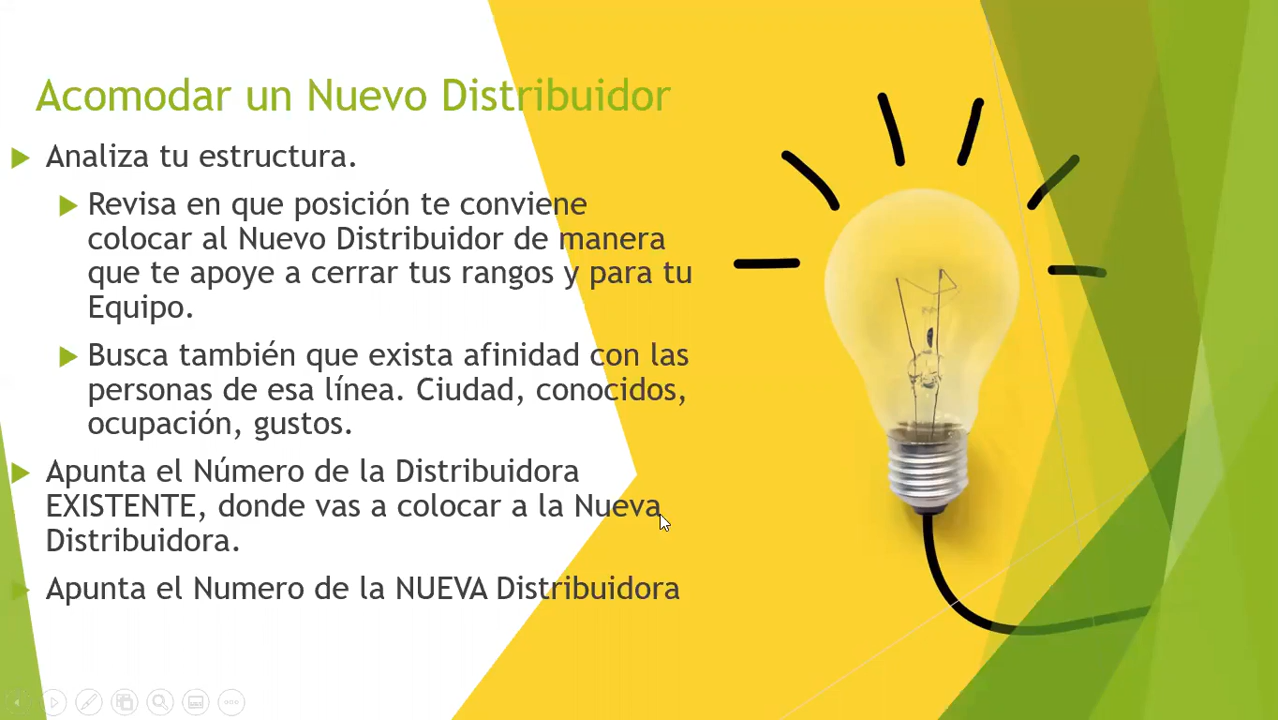 Acomodar un Nuevo Distribuidor
Analiza tu estructura.
Revisa en que posición te conviene
colocar al Nuevo Distribuidor de manera
que te apoye a cerrar tus rangos y para tu
Equipo.
Busca también que exista afinidad con las
personas de esa línea. Ciudad, conocidos,
ocupación, gustos.
Apunta el Número de la Distribuidora
EXISTENTE, donde vas a colocar a la Nueva
Distribuidora.
Apunta el Numero de la NUEVA Distribuidora